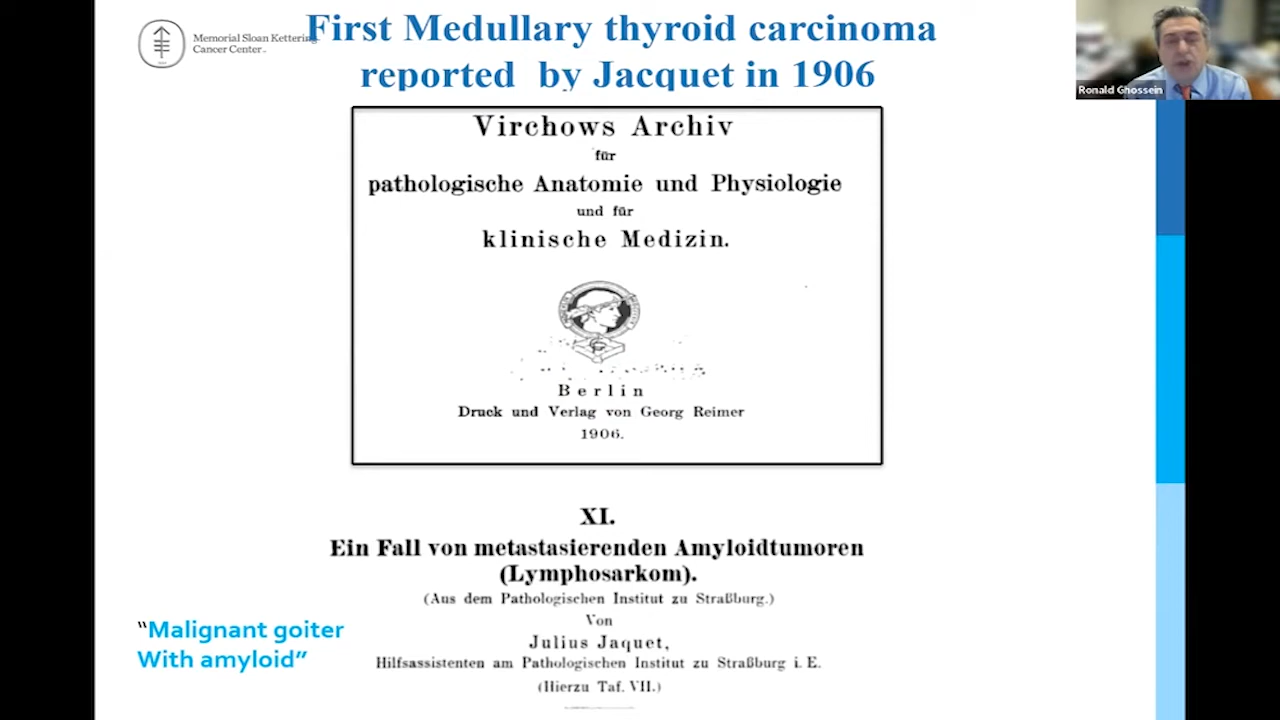 Memorial Sloan Kettering
Cancer Center
First Medullary thyroid carcinoma
reported by Jacquet in 1906
Ronald Ghossein
Virchows Archiv
für
pathologische Anatomie und Physiologie
und für
klinische Medizin.
Berlin
Druck und Verlag von Georg Reimer
1906.
XI.
Ein Fall von metastasierenden Amyloidtumoren
(Lymphosarkom).
(Aus dem Pathologischen Institut zu Straßburg.)
Von
Julius Jaquet,
Hilfsassistenten am Pathologischen Institut zu Straßburg i. E.
(Hierzu Taf. VII.)
“Malignant goiter
With amyloid”